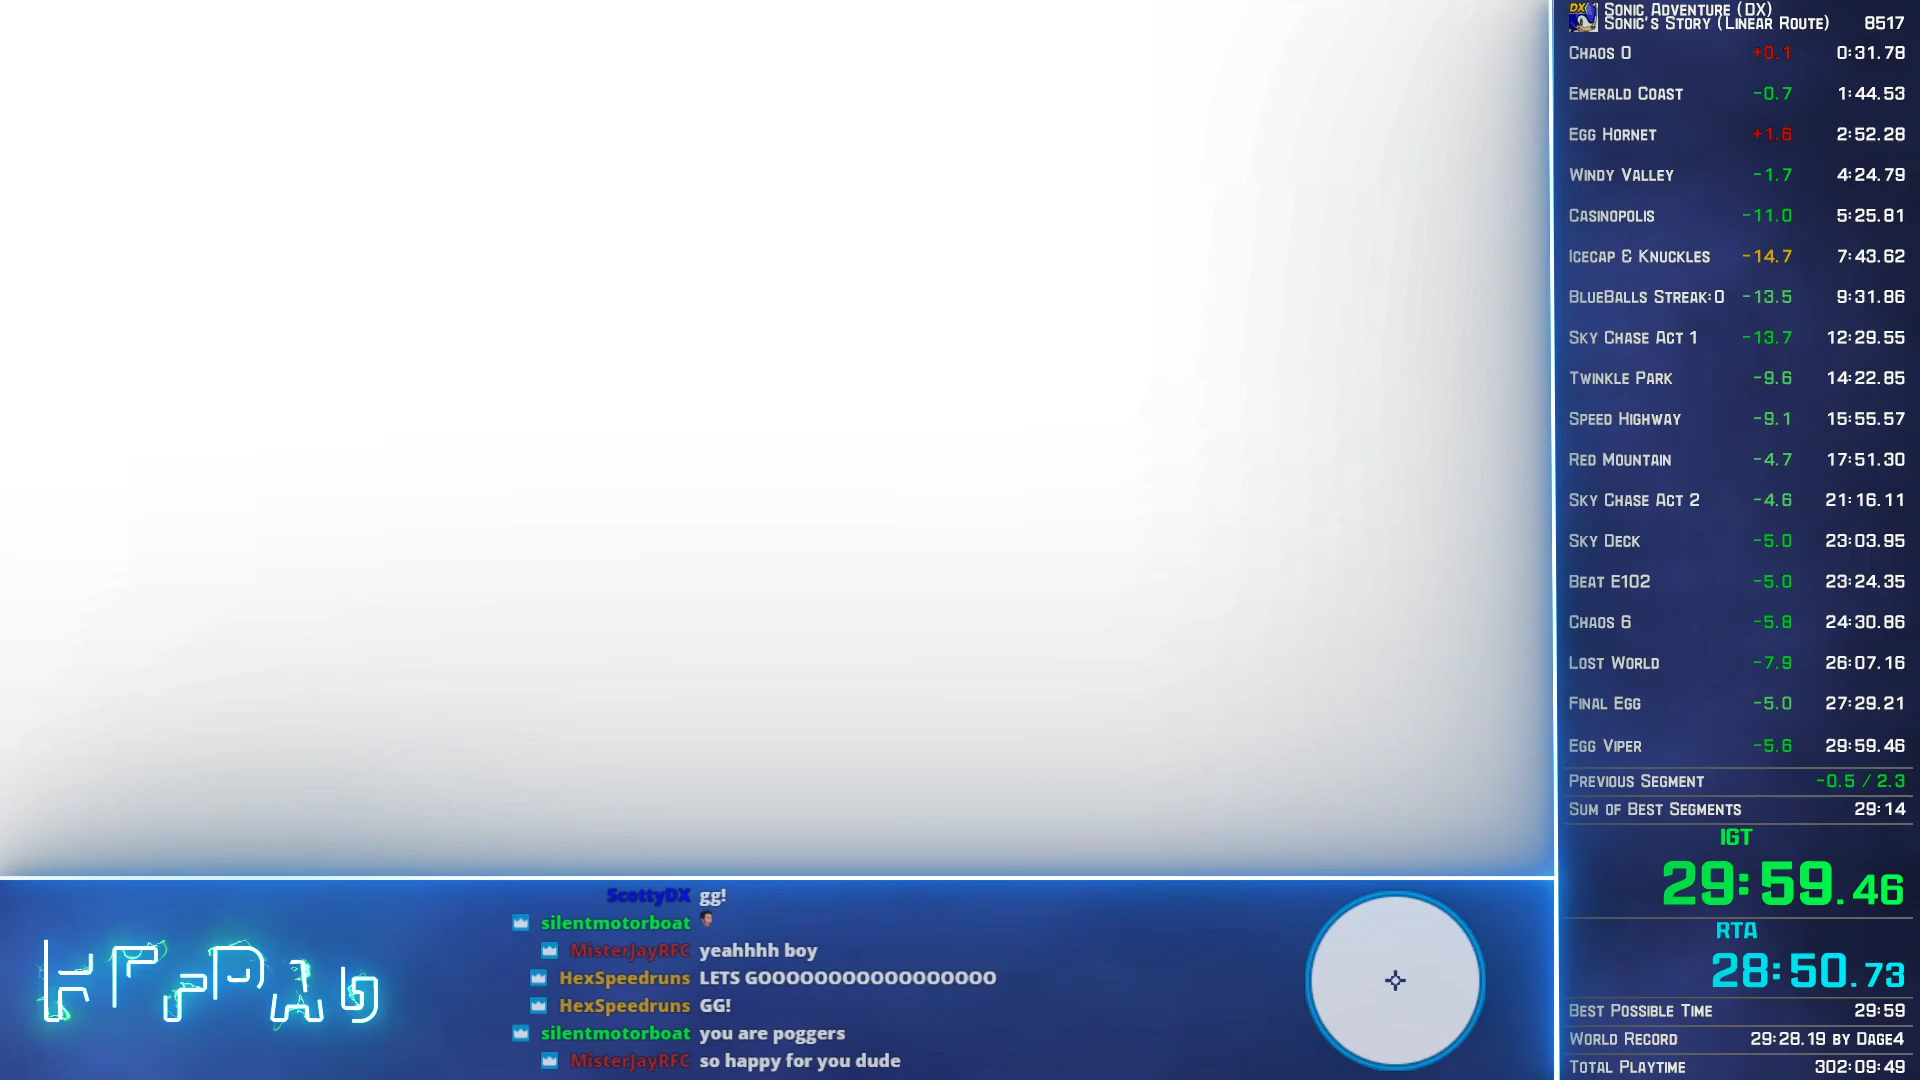 Sonic Adventure (DX)
Sonic's Story (Linear Route) 8517
Chaos 0 +0.1 0:31.78
Emerald Coast -0.7 1:44.53
Egg Hornet +1.6 2:52.28
Windy Valley -1.7 4:24.79
Casinopolis -11.0 5:25.81
Icecap & Knuckles -14.7 7:43.62
BlueBalls Streak:0 -13.5 9:31.86
Sky Chase Act 1 -13.7 12:29.55
Twinkle Park -9.6 14:22.85
Speed Highway -9.1 15:55.57
Red Mountain -4.7 17:51.30
Sky Chase Act 2 -4.6 21:16.11
Sky Deck -5.0 23:03.95
Beat E102 -5.0 23:24.35
Chaos 6 -5.8 24:30.86
Lost World -7.9 26:07.16
Final Egg -5.0 27:29.21
Egg Viper -5.6 29:59.46
Previous Segment -0.5 / 2.3
Sum of Best Segments 29:14
IGT
29:59.46
RTA
28:50.73
Best Possible Time 29:59
World Record 29:28.19 by Dage4
Total Playtime 302:09:49
ScottyDX gg!
silentmotorboat
MisterJayRFC yeahhhh boy
HexSpeedruns LETS GOOOOOOOOOOOOOOOOO
HexSpeedruns GG!
silentmotorboat you are poggers
MisterJayRFC so happy for you dude